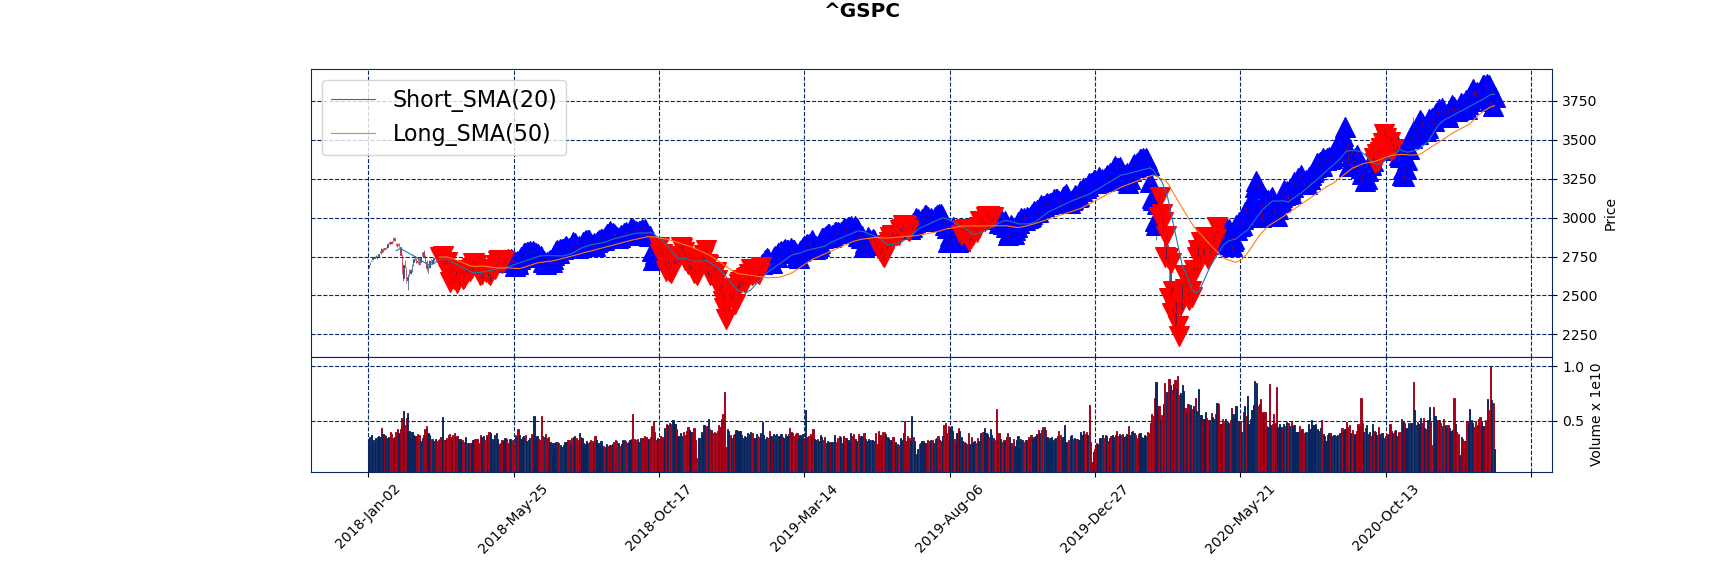 ^GSPC
Short_SMA(20)
Long_SMA(50)
3750
3500
3250
3000
2750
2500
2250
Price
1.0
0.5
Volume x 1e10
2018-Jan-02
2018-May-25
2018-Oct-17
2019-Mar-14
2019-Aug-06
2019-Dec-27
2020-May-21
2020-Oct-13